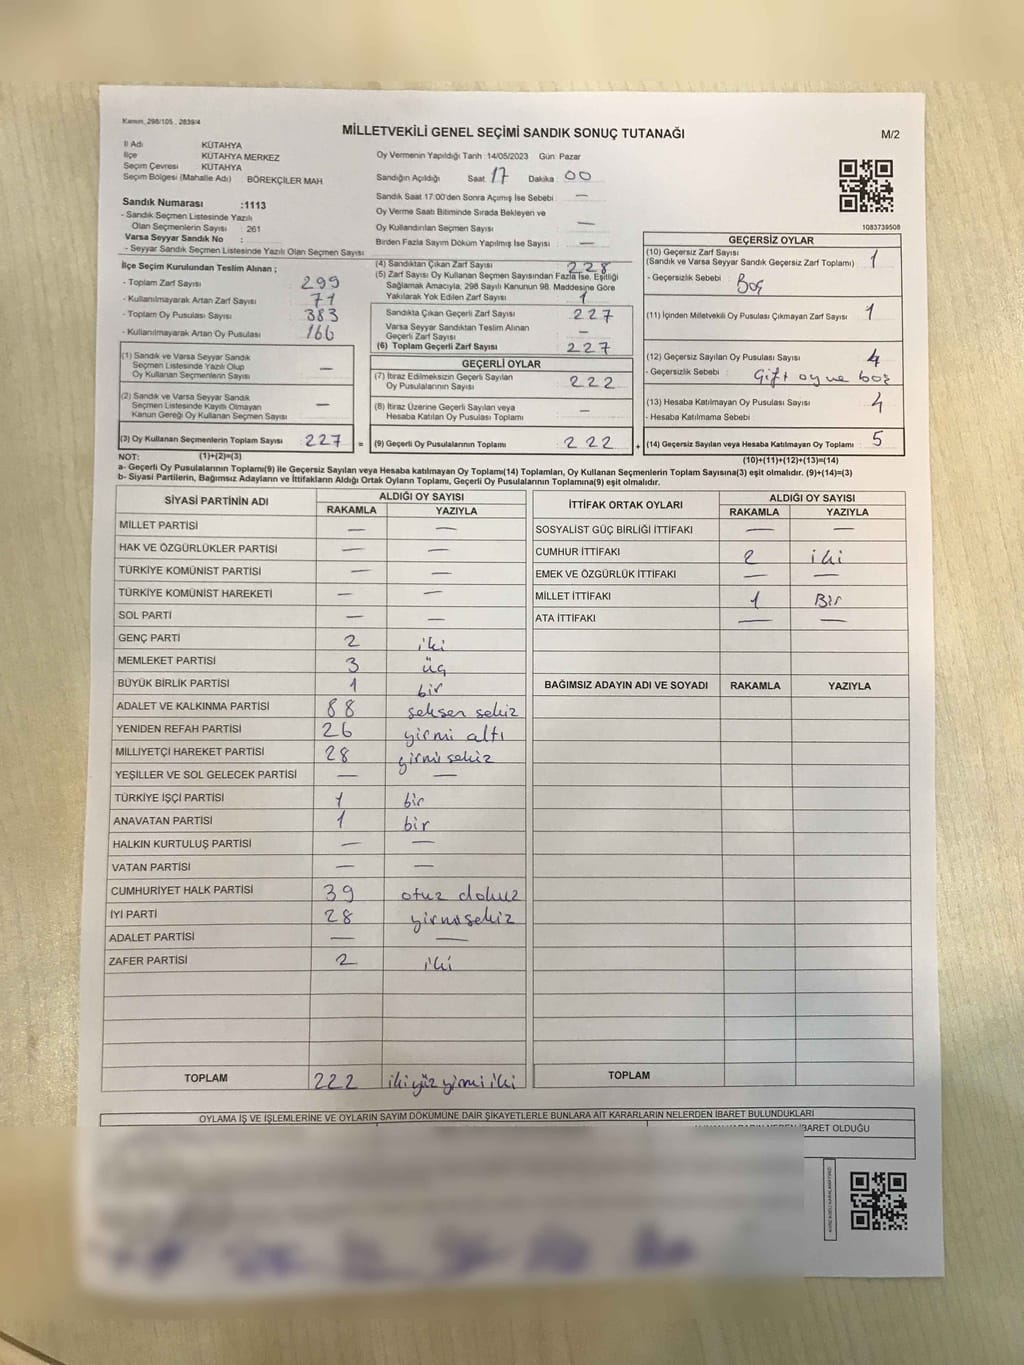 Kanun_298/105_2839/4
MİLLETVEKİLİ GENEL SEÇİMİ SANDIK SONUÇ TUTANAĞI
M/2
İl Adı KÜTAHYA
İlçe KÜTAHYA MERKEZ
Seçim Çevresi KÜTAHYA
Seçim Bölgesi (Mahalle Adı) BÖREKÇİLER MAH.
Sandık Numarası :1113
- Sandık Seçmen Listesinde Yazılı
Olan Seçmenlerin Sayısı : 261
Varsa Seyyar Sandık No :
- Seyyar Sandık Seçmen Listesinde Yazılı Olan Seçmen Sayısı
Oy Vermenin Yapıldığı Tarih :14/05/2023 Gün: Pazar
Sandığın Açıldığı Saat 17 Dakika 00
Sandık Saat 17:00'den Sonra Açımış İse Sebebi —
Oy Verme Saati Bitiminde Sırada Bekleyen ve
Oy Kullandırılan Seçmen Sayısı —
Birden Fazla Sayım Döküm Yapılmış İse Sayısı —
1083739508
İlçe Seçim Kurulundan Teslim Alınan ;
- Toplam Zarf Sayısı 299
- Kullanılmayarak Artan Zarf Sayısı 71
- Toplam Oy Pusulası Sayısı 383
- Kullanılmayarak Artan Oy Pusulası 166
(4) Sandıktan Çıkan Zarf Sayısı 228
(5) Zarf Sayısı Oy Kullanan Seçmen Sayısından Fazla İse, Eşitliği
Sağlamak Amacıyla, 298 Sayılı Kanunun 98. Maddesine Göre
Yakılarak Yok Edilen Zarf Sayısı 1
Sandıkta Çıkan Geçerli Zarf Sayısı 227
Varsa Seyyar Sandıktan Teslim Alınan
Geçerli Zarf Sayısı —
(6) Toplam Geçerli Zarf Sayısı 227
GEÇERSİZ OYLAR
(10) Geçersiz Zarf Sayısı
(Sandık ve Varsa Seyyar Sandık Geçersiz Zarf Toplamı) 1
- Geçersizlik Sebebi Boş
(11) İçinden Milletvekili Oy Pusulası Çıkmayan Zarf Sayısı 1
(12) Geçersiz Sayılan Oy Pusulası Sayısı 4
- Geçersizlik Sebebi Çift oy ve boş
(13) Hesaba Katılmayan Oy Pusulası Sayısı 4
- Hesaba Katılmama Sebebi
(1) Sandık ve Varsa Seyyar Sandık
Seçmen Listesinde Yazılı Olup
Oy Kullanan Seçmenlerin Sayısı —
(2) Sandık ve Varsa Seyyar Sandık
Seçmen Listesinde Kayıtlı Olmayan
Kanun Gereği Oy Kullanan Seçmen Sayısı —
GEÇERLİ OYLAR
(7) İtiraz Edilmeksizin Geçerli Sayılan
Oy Pusulalarının Sayısı 222
(8) İtiraz Üzerine Geçerli Sayılan veya
Hesaba Katılan Oy Pusulası Toplamı —
(3) Oy Kullanan Seçmenlerin Toplam Sayısı 227 = (9) Geçerli Oy Pusulalarının Toplamı 222 + (14) Geçersiz Sayılan veya Hesaba Katılmayan Oy Toplamı 5
NOT: (1)+(2)=(3) (10)+(11)+(12)+(13)=(14)
a- Geçerli Oy Pusulalarının Toplamı(9) ile Geçersiz Sayılan veya Hesaba katılmayan Oy Toplamı(14) Toplamları, Oy Kullanan Seçmenlerin Toplam Sayısına(3) eşit olmalıdır. (9)+(14)=(3)
b- Siyasi Partilerin, Bağımsız Adayların ve İttifakların Aldığı Ortak Oyların Toplamı, Geçerli Oy Pusulalarının Toplamına(9) eşit olmalıdır.
SİYASİ PARTİNİN ADI ALDIĞI OY SAYISI
RAKAMLA YAZIYLA
MİLLET PARTİSİ — —
HAK VE ÖZGÜRLÜKLER PARTİSİ — —
TÜRKİYE KOMÜNİST PARTİSİ — —
TÜRKİYE KOMÜNİST HAREKETİ — —
SOL PARTİ — —
GENÇ PARTİ 2 iki
MEMLEKET PARTİSİ 3 üç
BÜYÜK BİRLİK PARTİSİ 1 bir
ADALET VE KALKINMA PARTİSİ 88 seksen sekiz
YENİDEN REFAH PARTİSİ 26 yirmi altı
MİLLİYETÇİ HAREKET PARTİSİ 28 yirmi sekiz
YEŞİLLER VE SOL GELECEK PARTİSİ — —
TÜRKİYE İŞÇİ PARTİSİ 1 bir
ANAVATAN PARTİSİ 1 bir
HALKIN KURTULUŞ PARTİSİ — —
VATAN PARTİSİ — —
CUMHURİYET HALK PARTİSİ 39 otuz dokuz
İYİ PARTİ 28 yirmi sekiz
ADALET PARTİSİ — —
ZAFER PARTİSİ 2 iki
TOPLAM 222 iki yüz yirmi iki
İTTİFAK ORTAK OYLARI ALDIĞI OY SAYISI
RAKAMLA YAZIYLA
SOSYALİST GÜÇ BİRLİĞİ İTTİFAKI — —
CUMHUR İTTİFAKI 2 iki
EMEK VE ÖZGÜRLÜK İTTİFAKI — —
MİLLET İTTİFAKI 1 Bir
ATA İTTİFAKI — —
BAĞIMSIZ ADAYIN ADI VE SOYADI RAKAMLA YAZIYLA
TOPLAM
OYLAMA İŞ VE İŞLEMLERİNE VE OYLARIN SAYIM DÖKÜMÜNE DAİR ŞİKAYETLERLE BUNLARA AİT KARARLARIN NELERDEN İBARET BULUNDUKLARI
İBARET OLDUĞU